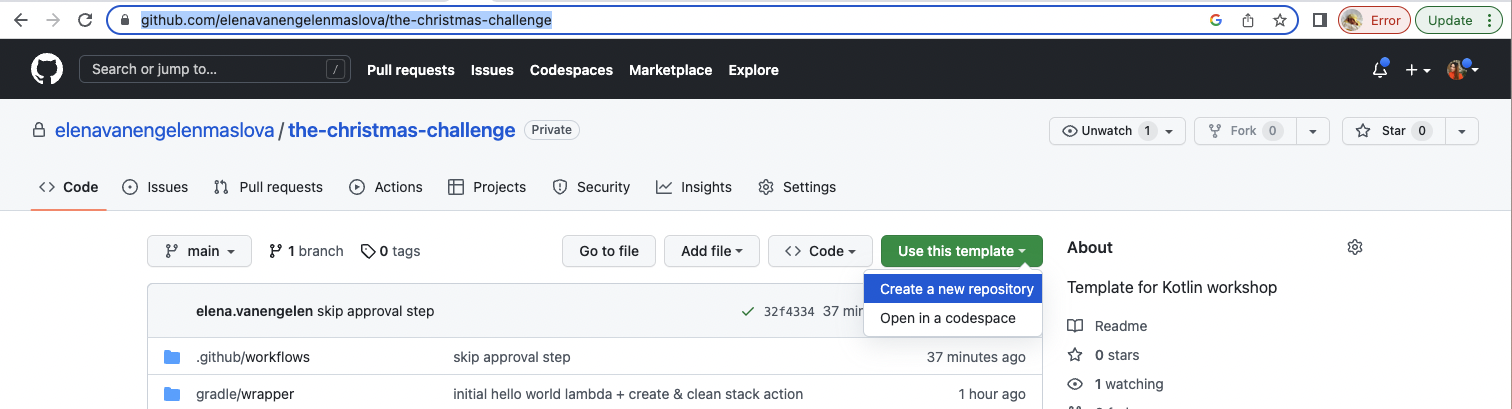 github.com/elenavanengelenmaslova/the-christmas-challenge
Error
Update
Search or jump to...
/
Pull requests
Issues
Codespaces
Marketplace
Explore
elenavanengelenmaslova / the-christmas-challenge
Private
Unwatch 1
Fork 0
Star 0
Code
Issues
Pull requests
Actions
Projects
Security
Insights
Settings
main
1 branch
0 tags
Go to file
Add file
Code
Use this template
About
Create a new repository
Open in a codespace
Template for Kotlin workshop
elena.vanengelen skip approval step
32f4334 37
Readme
0 stars
.github/workflows
skip approval step
37 minutes ago
1 watching
gradle/wrapper
initial hello world lambda + create & clean stack action
1 hour ago